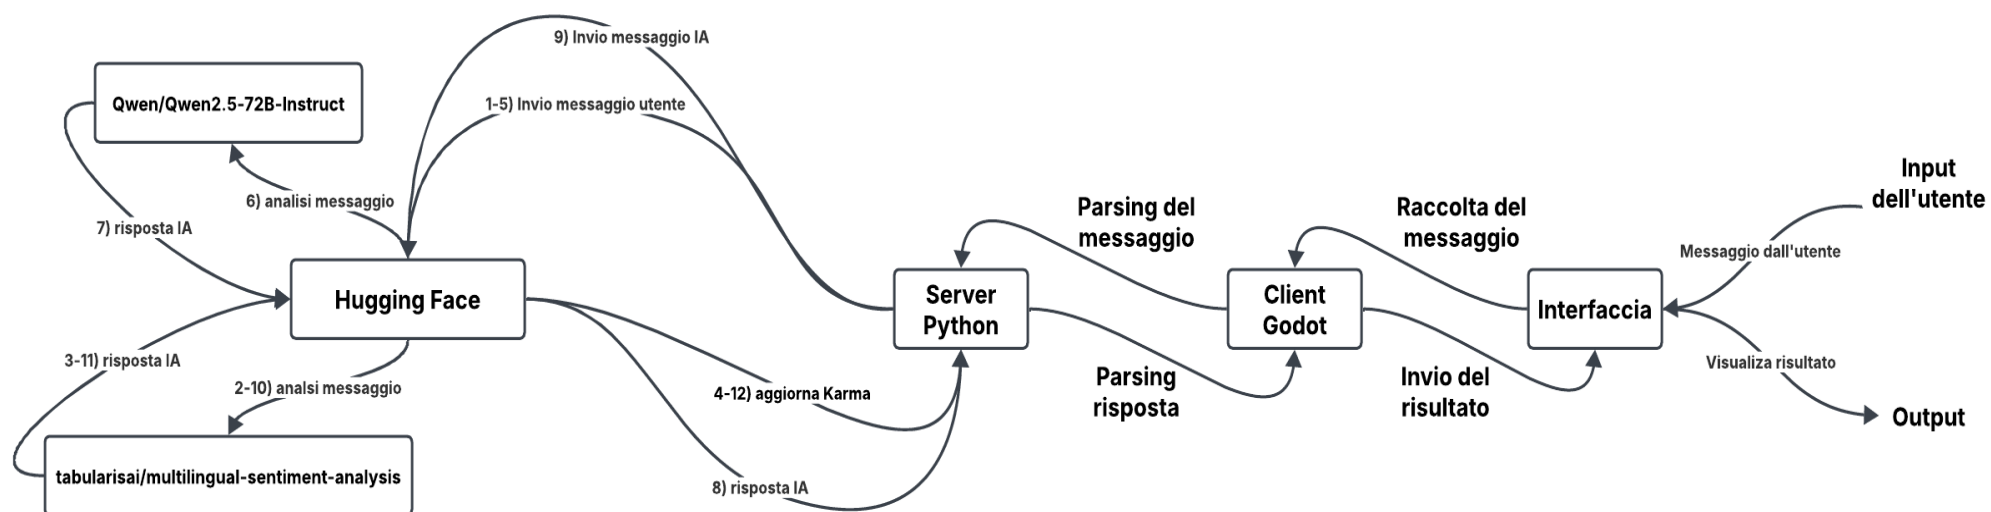 9) Invio messaggio IA
Qwen/Qwen2.5-72B-Instruct
1-5) Invio messaggio utente
6) analisi messaggio
7) risposta IA
Hugging Face
3-11) risposta IA
2-10) analsi messaggio
tabularisai/multilingual-sentiment-analysis
4-12) aggiorna Karma
8) risposta IA
Server
Python
Parsing del
messaggio
Parsing
risposta
Client
Godot
Raccolta del
messaggio
Invio del
risultato
Interfaccia
Input
dell'utente
Messaggio dall'utente
Visualizza risultato
Output